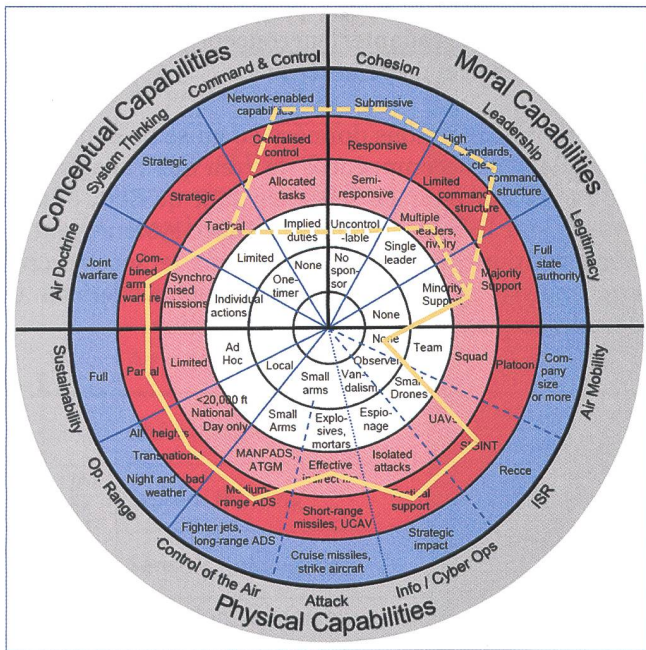 Conceptual Capabilities
Moral Capabilities
Physical Capabilities
Command & Control
Cohesion
Leadership
Legitimacy
Air Mobility
ISR
Info / Cyber Ops
Attack
Control of the Air
Op. Range
Sustainability
Air Doctrine
System Thinking
Network-enabled
capabilities
Centralised
control
Allocated
tasks
Implied
duties
None
Submissive
Responsive
Semi-
responsive
Uncontrol
-lable
No
spon-
sor
High
standards,
clear
command
structure
Limited
command
structure
Multiple
leaders,
rivalry
Single
leader
Full
state
authority
Majority
Support
Minority
Support
None
Com-
pany
size
or more
Platoon
Squad
Team
None
Recce
SIGINT
UAVs
Small
Drones
Observer
Strategic
impact
Tactical
support
Isolated
attacks
Espio-
nage
Van-
dalism
Cruise missiles,
strike aircraft
Short-range
missiles, UCAV
Effective
indirect fire
Explo-
sives,
mortars
Small
arms
Fighter jets,
long-range ADS
Medium-
range ADS
MANPADS,
ATGM
Small
Arms
Night and bad
weather
Transnational
All heights
<20,000 ft
National
Day only
Local
Full
Partial
Limited
Ad
Hoc
Joint
warfare
Com-
bined
arms
warfare
Synchro-
nised
missions
Individual
actions
One-
timer
Strategic
Strategic
Tactical
Limited